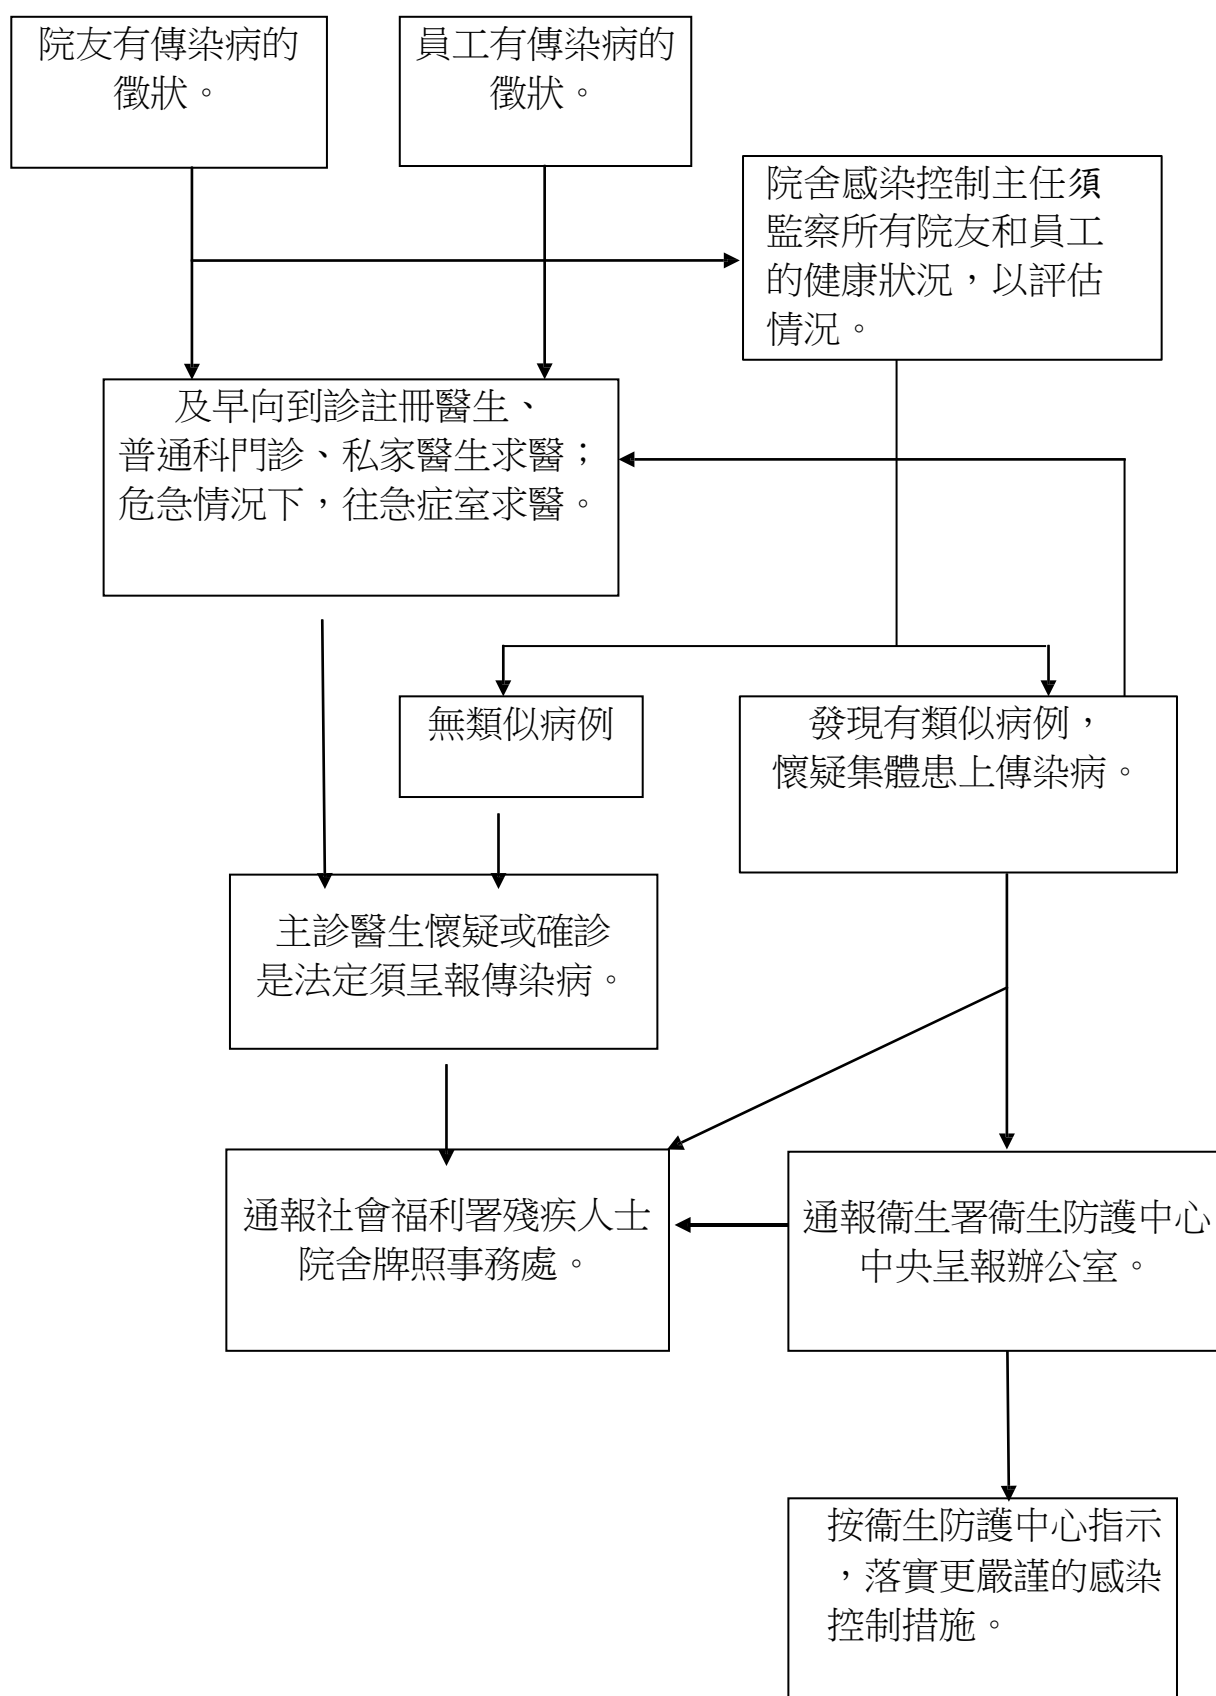 院友有傳染病的
徵狀。
員工有傳染病的
徵狀。
院舍感染控制主任須
監察所有院友和員工
的健康狀況，以評估
情況。
及早向到診註冊醫生、
普通科門診、私家醫生求醫；
危急情況下，往急症室求醫。
無類似病例
發現有類似病例，
懷疑集體患上傳染病。
主診醫生懷疑或確診
是法定須呈報傳染病。
通報社會福利署殘疾人士
院舍牌照事務處。
通報衞生署衞生防護中心
中央呈報辦公室。
按衞生防護中心指示
，落實更嚴謹的感染
控制措施。